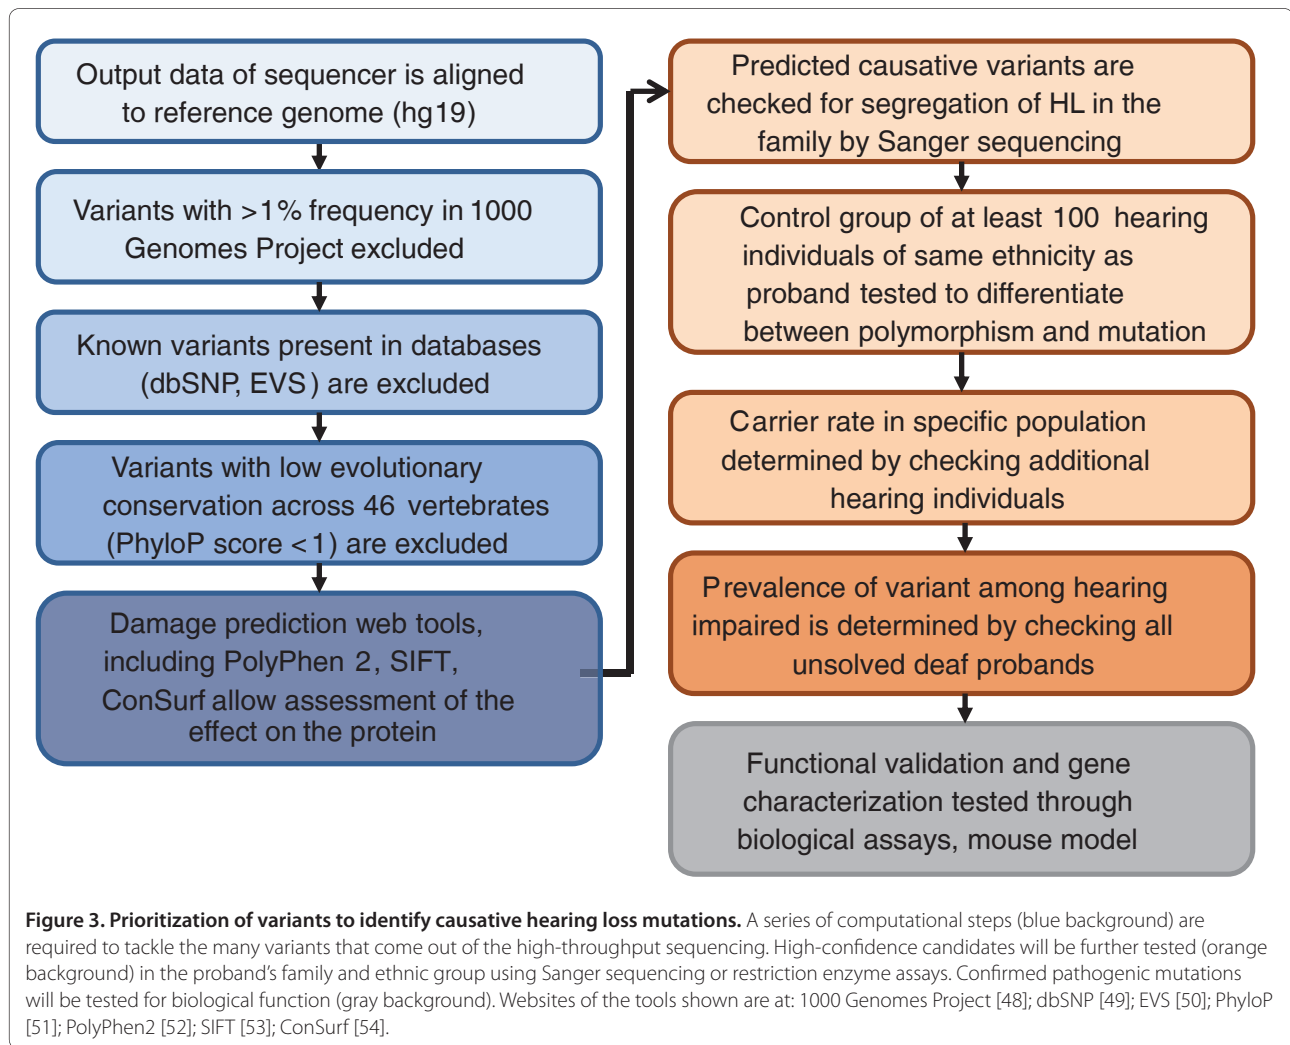 Output data of sequencer is aligned
to reference genome (hg19)
Variants with >1% frequency in 1000
Genomes Project excluded
Known variants present in databases
(dbSNP, EVS) are excluded
Variants with low evolutionary
conservation across 46 vertebrates
(PhyloP score <1) are excluded
Damage prediction web tools,
including PolyPhen 2, SIFT,
ConSurf allow assessment of the
effect on the protein
Predicted causative variants are
checked for segregation of HL in the
family by Sanger sequencing
Control group of at least 100 hearing
individuals of same ethnicity as
proband tested to differentiate
between polymorphism and mutation
Carrier rate in specific population
determined by checking additional
hearing individuals
Prevalence of variant among hearing
impaired is determined by checking all
unsolved deaf probands
Functional validation and gene
characterization tested through
biological assays, mouse model
Figure 3. Prioritization of variants to identify causative hearing loss mutations. A series of computational steps (blue background) are
required to tackle the many variants that come out of the high-throughput sequencing. High-confidence candidates will be further tested (orange
background) in the proband's family and ethnic group using Sanger sequencing or restriction enzyme assays. Confirmed pathogenic mutations
will be tested for biological function (gray background). Websites of the tools shown are at: 1000 Genomes Project [48]; dbSNP [49]; EVS [50]; PhyloP
[51]; PolyPhen2 [52]; SIFT [53]; ConSurf [54].